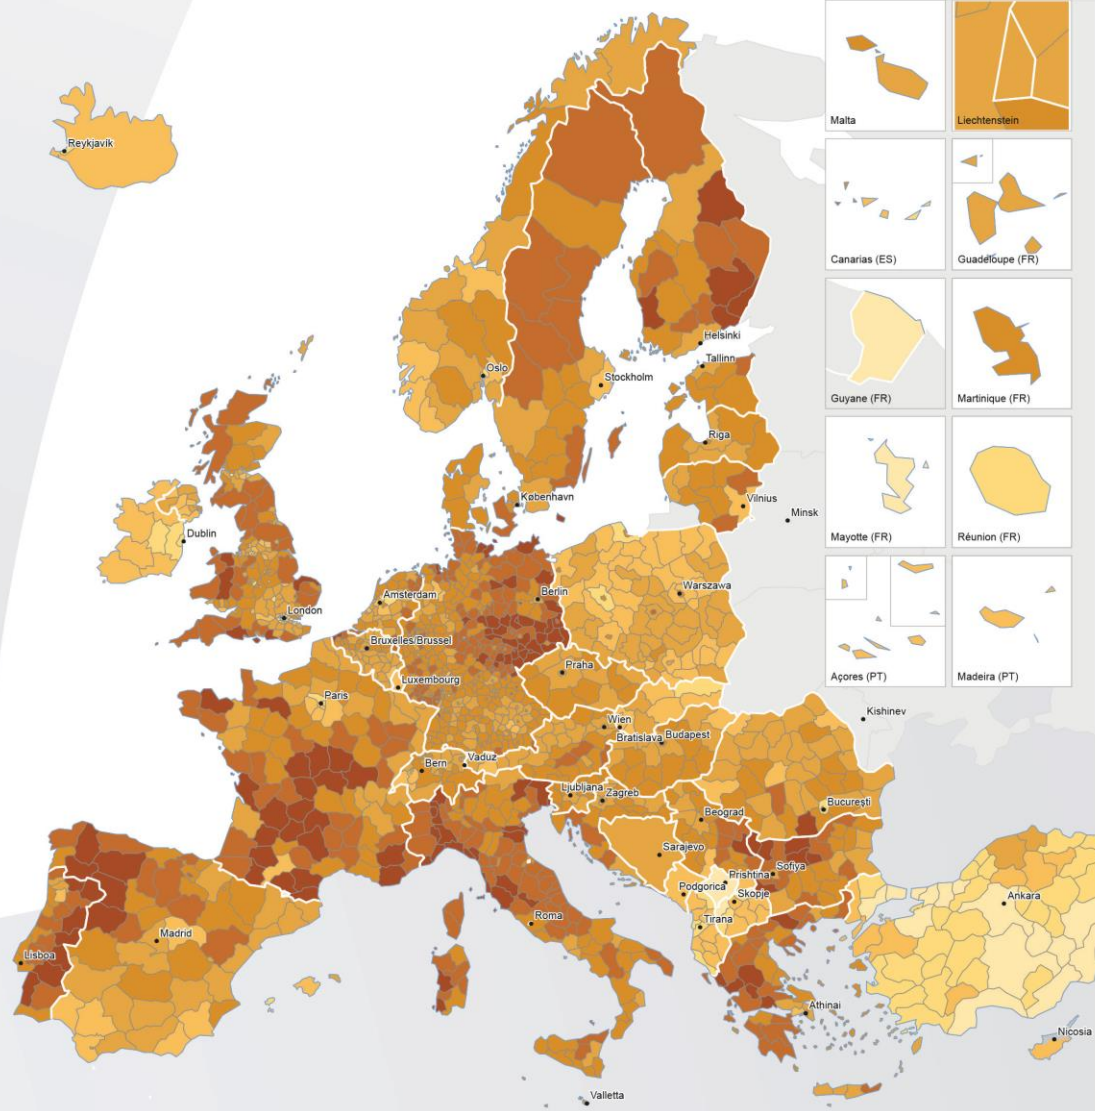 Malta
Liechtenstein
Reykjavík
Canarias (ES)
Guadeloupe (FR)
Guyane (FR)
Martinique (FR)
Mayotte (FR)
Réunion (FR)
Açores (PT)
Madeira (PT)
Helsinki
Tallinn
Oslo
Stockholm
Riga
København
Vilnius
Minsk
Dublin
London
Amsterdam
Berlin
Warszawa
Bruxelles/Brussel
Luxembourg
Praha
Paris
Kishinev
Wien
Bratislava
Budapest
Bern
Vaduz
Ljubljana
Zagreb
Beograd
Bucureşti
Sarajevo
Prishtina
Sofiya
Podgorica
Skopje
Tirana
Ankara
Roma
Madrid
Lisboa
Athinai
Nicosia
Valletta